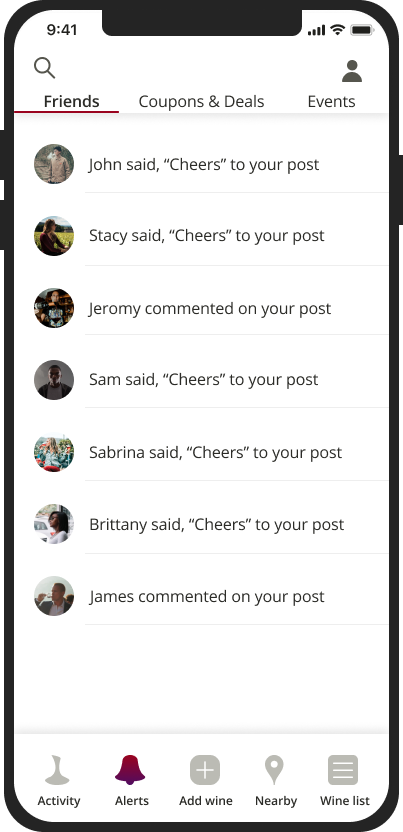 9:41
Friends Coupons & Deals Events
John said, “Cheers” to your post
Stacy said, “Cheers” to your post
Jeromy commented on your post
Sam said, “Cheers” to your post
Sabrina said, “Cheers” to your post
Brittany said, “Cheers” to your post
James commented on your post
Activity Alerts Add wine Nearby Wine list